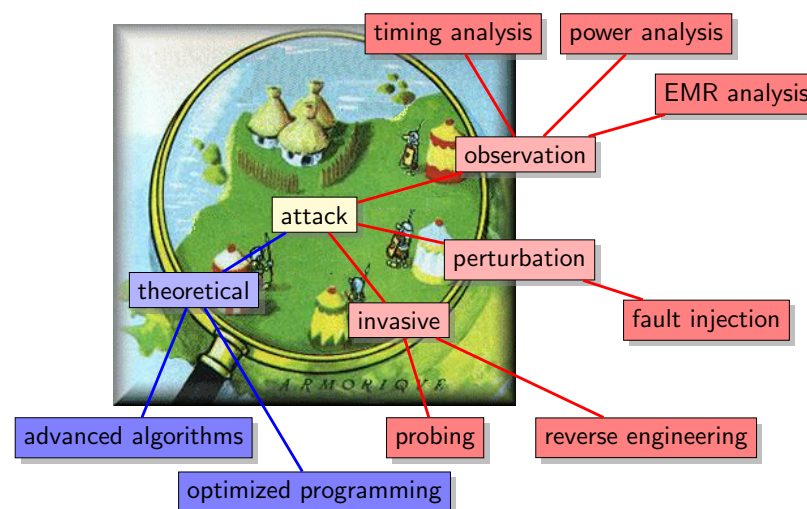 timing analysis
power analysis
EMR analysis
observation
attack
perturbation
theoretical
invasive
fault injection
ARMORIQUE
advanced algorithms
probing
reverse engineering
optimized programming